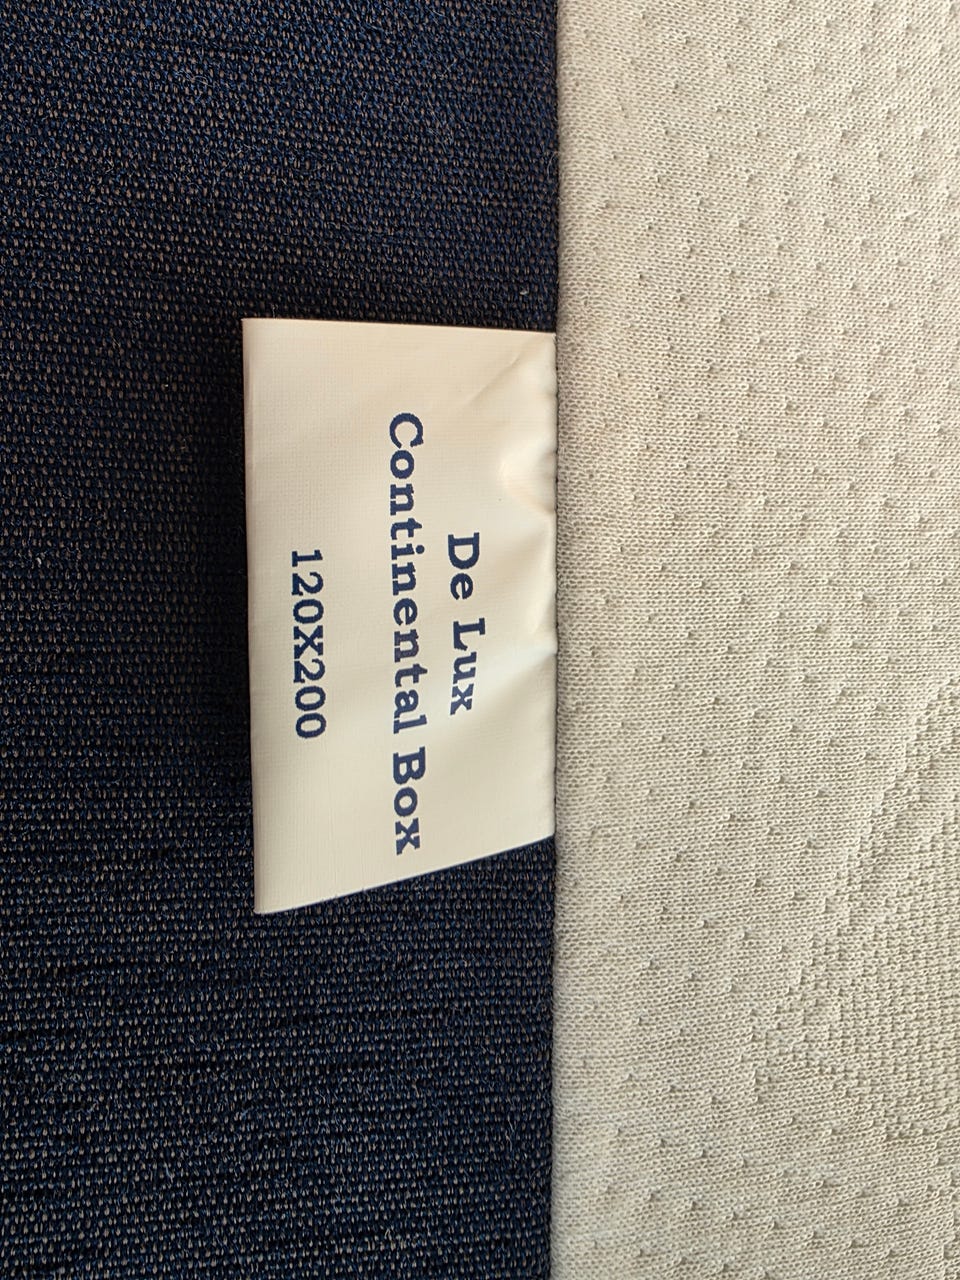 De Lux
Continental Box
120X200